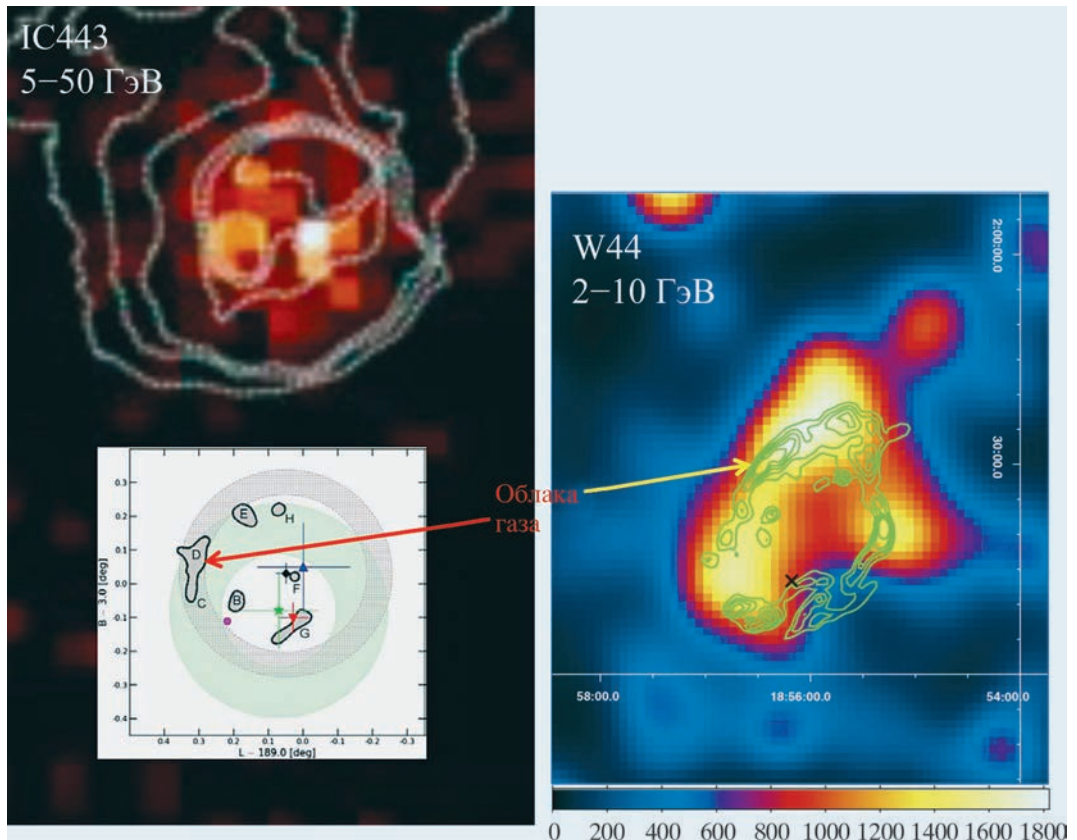 IC443
5−50 ГэВ
W44
2−10 ГэВ
2:00:00.0
30:00.0
Облака
газа
0.3
0.2
0.1
0.0
-0.1
-0.2
-0.3
-0.4
B − 3.0 [deg]
E
H
D
F
C
B
G
0.4 0.3 0.2 0.1 0.0 -0.1 -0.2 -0.3
L − 189.0 [deg]
58:00.0 18:56:00.0 54:00.0
0 200 400 600 800 1000 1200 1400 1600 1800